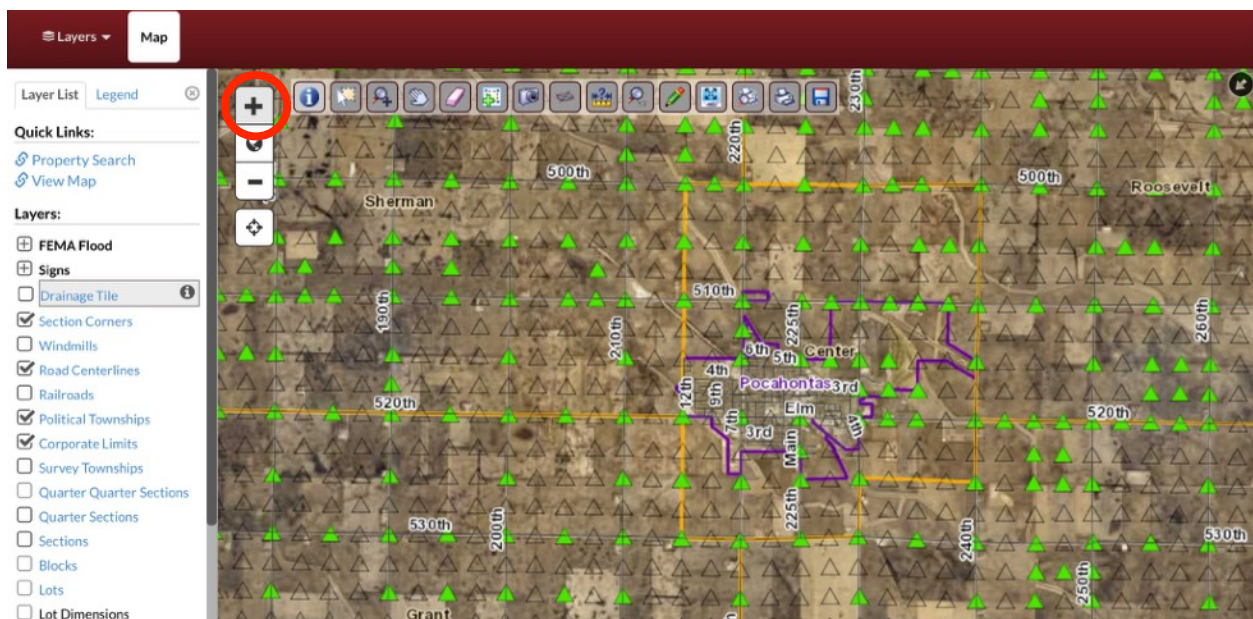 Layers
Map
Layer List
Legend
Quick Links:
Property Search
View Map
Layers:
FEMA Flood
Signs
Drainage Tile
Section Corners
Windmills
Road Centerlines
Railroads
Political Townships
Corporate Limits
Survey Townships
Quarter Quarter Sections
Quarter Sections
Sections
Blocks
Lots
Lot Dimensions
230th
220th
500th
500th
Roosevelt
Sherman
510th
190th
210th
225th
260th
6th
5th
Center
4th
Pocahontas
3rd
12th
9th
520th
Elm
520th
7th
3rd
Main
4th
530th
200th
225th
240th
530th
250th
Grant